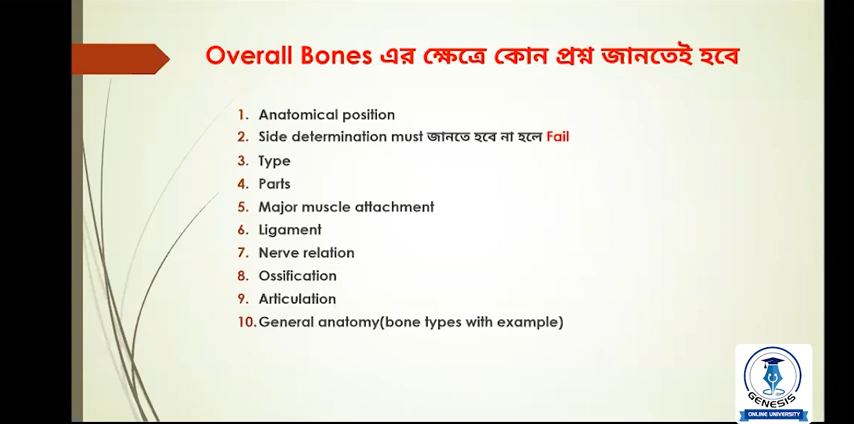 Overall Bones এর ক্ষেত্রে কোন প্রশ্ন জানতেই হবে
1. Anatomical position
2. Side determination must জানতে হবে না হলে Fail
3. Type
4. Parts
5. Major muscle attachment
6. Ligament
7. Nerve relation
8. Ossification
9. Articulation
10. General anatomy(bone types with example)
GENESIS
ONLINE UNIVERSITY